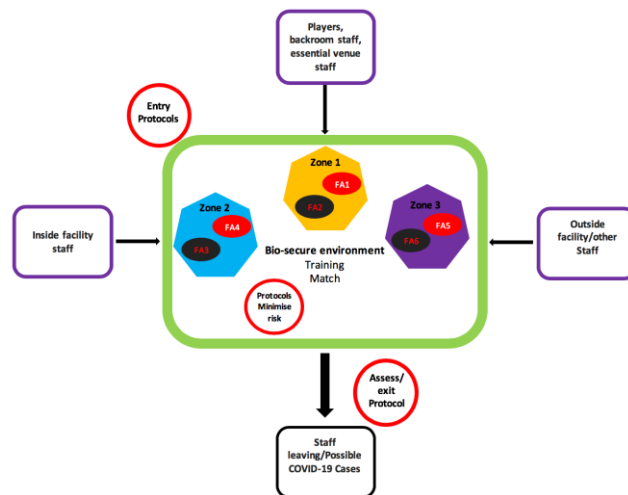 Players,
backroom staff,
essential venue
staff
Entry
Protocols
Zone 1
FA1
FA2
Zone 2
FA4
FA3
Zone 3
FA5
FA6
Inside facility
staff
Outside
facility/other
Staff
Bio-secure environment
Training
Match
Protocols
Minimise
risk
Assess/
exit
Protocol
Staff
leaving/Possible
COVID-19 Cases